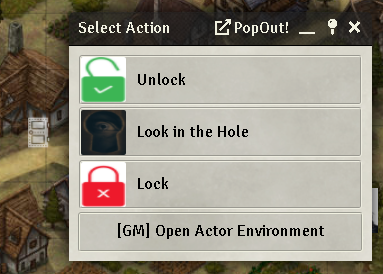 Select Action PopOut!
Unlock
Look in the Hole
Lock
[GM] Open Actor Environment